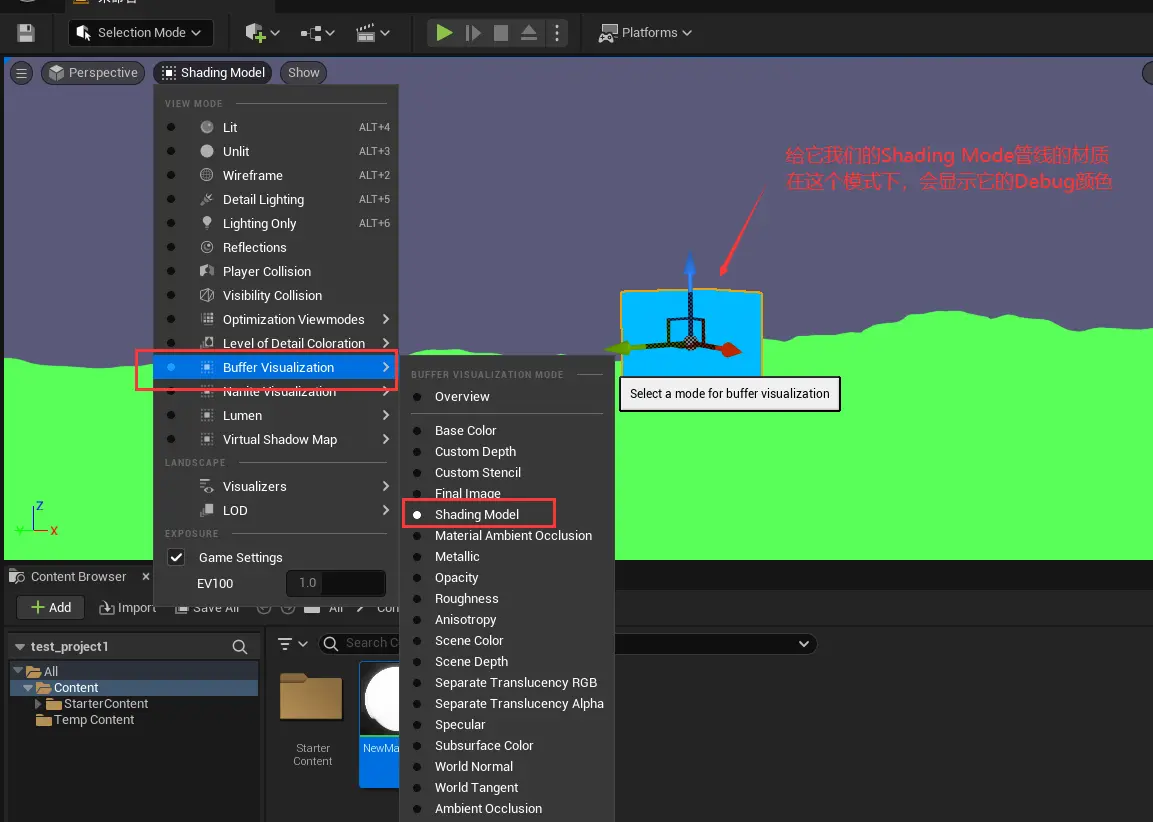 未命名
Selection Mode
Platforms
Perspective
Shading Model
Show
VIEW MODE
Lit ALT+4
Unlit ALT+3
Wireframe ALT+2
Detail Lighting ALT+5
Lighting Only ALT+6
Reflections
Player Collision
Visibility Collision
Optimization Viewmodes
Level of Detail Coloration
Buffer Visualization
Nanite Visualization
Lumen
Virtual Shadow Map
LANDSCAPE
Visualizers
LOD
EXPOSURE
Game Settings
EV100 1.0
BUFFER VISUALIZATION MODE
Overview
Base Color
Custom Depth
Custom Stencil
Final Image
Shading Model
Material Ambient Occlusion
Metallic
Opacity
Roughness
Anisotropy
Scene Color
Scene Depth
Separate Translucency RGB
Separate Translucency Alpha
Specular
Subsurface Color
World Normal
World Tangent
Ambient Occlusion
给它我们的Shading Mode管线的材质
在这个模式下，会显示它的Debug颜色
Select a mode for buffer visualization
Z
Y
X
Content Browser
Add
Import
Save All
All
Con
test_project1
Search C
All
Content
StarterContent
Temp Content
Starter
Content
NewMa